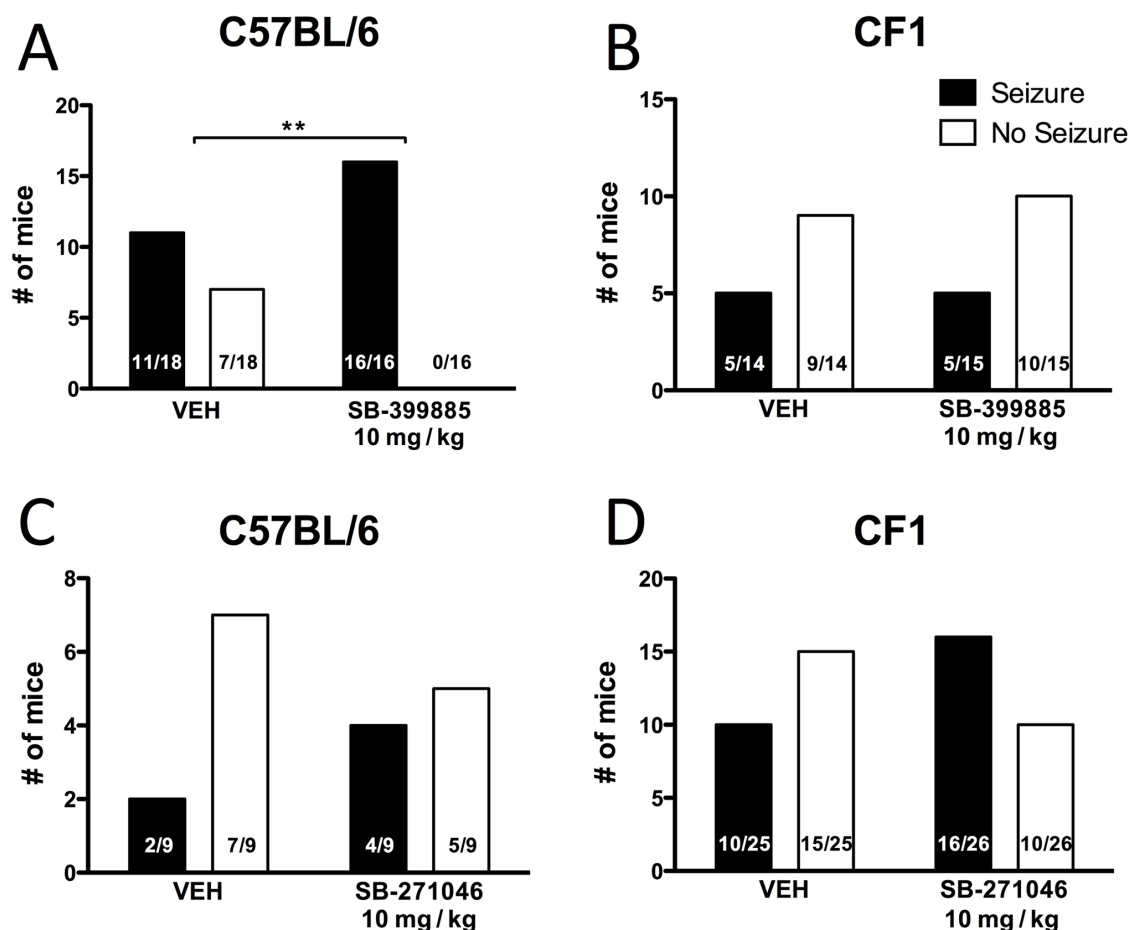 A
C57BL/6
# of mice
20
15
10
5
0
**
11/18
7/18
16/16
0/16
VEH
SB-399885
10 mg / kg
B
CF1
Seizure
No Seizure
# of mice
15
10
5
0
5/14
9/14
5/15
10/15
VEH
SB-399885
10 mg / kg
C
C57BL/6
# of mice
8
6
4
2
0
2/9
7/9
4/9
5/9
VEH
SB-271046
10 mg / kg
D
CF1
# of mice
20
15
10
5
0
10/25
15/25
16/26
10/26
VEH
SB-271046
10 mg / kg